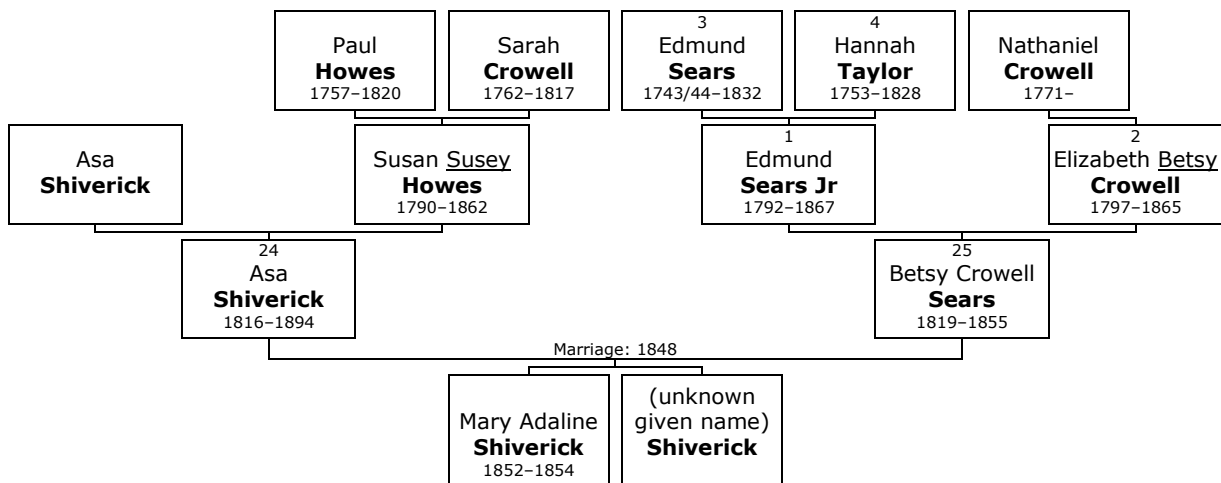 Paul
Howes
1757–1820
Sarah
Crowell
1762–1817
3
Edmund
Sears
1743/44–1832
4
Hannah
Taylor
1753–1828
Nathaniel
Crowell
1771–
Asa
Shiverick
Susan Susey
Howes
1790–1862
1
Edmund
Sears Jr
1792–1867
2
Elizabeth Betsy
Crowell
1797–1865
24
Asa
Shiverick
1816–1894
25
Betsy Crowell
Sears
1819–1855
Marriage: 1848
Mary Adaline
Shiverick
1852–1854
(unknown
given name)
Shiverick